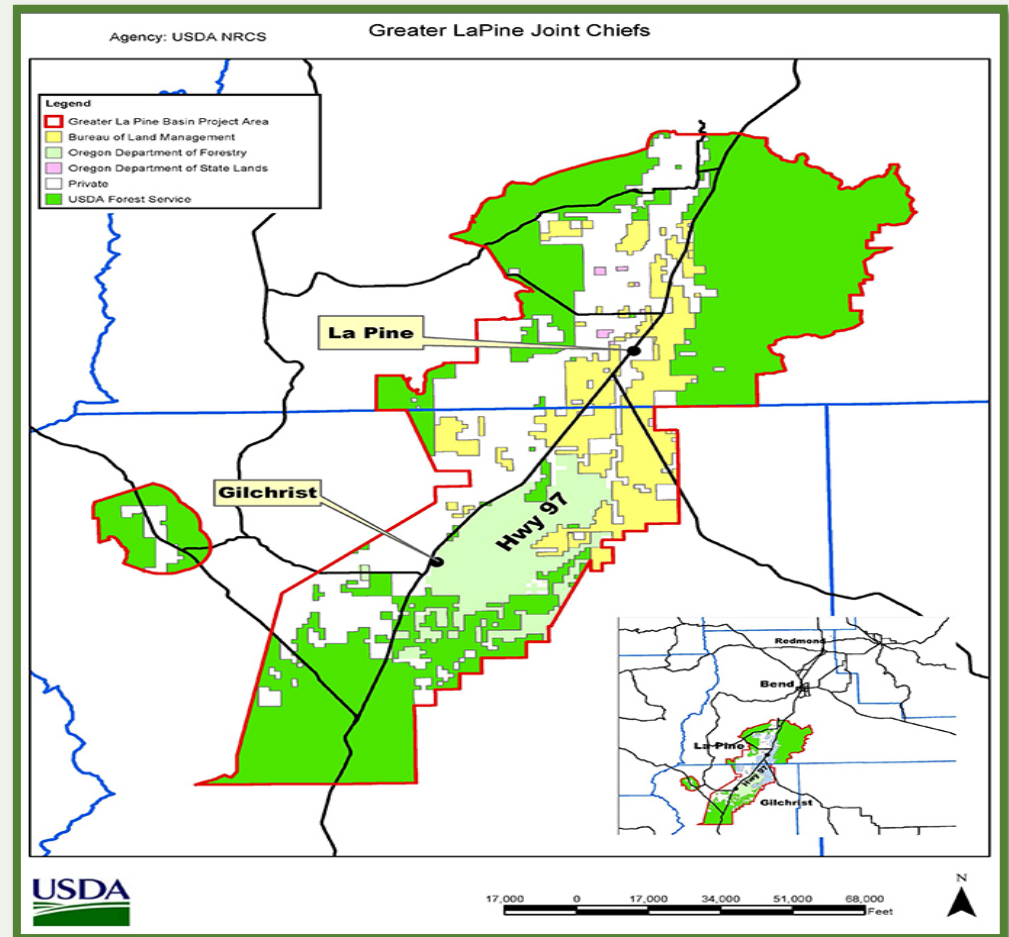 Agency: USDA NRCS
Greater LaPine Joint Chiefs
Legend
Greater La Pine Basin Project Area
Bureau of Land Management
Oregon Department of Forestry
Oregon Department of State Lands
Private
USDA Forest Service
La Pine
Gilchrist
Hwy 97
Redmond
Bend
La Pine
Hwy 97
Gilchrist
USDA
17,000 0 17,000 34,000 51,000 68,000
Feet
N